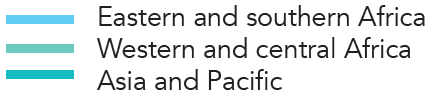 Eastern and southern Africa
Western and central Africa
Asia and Pacific